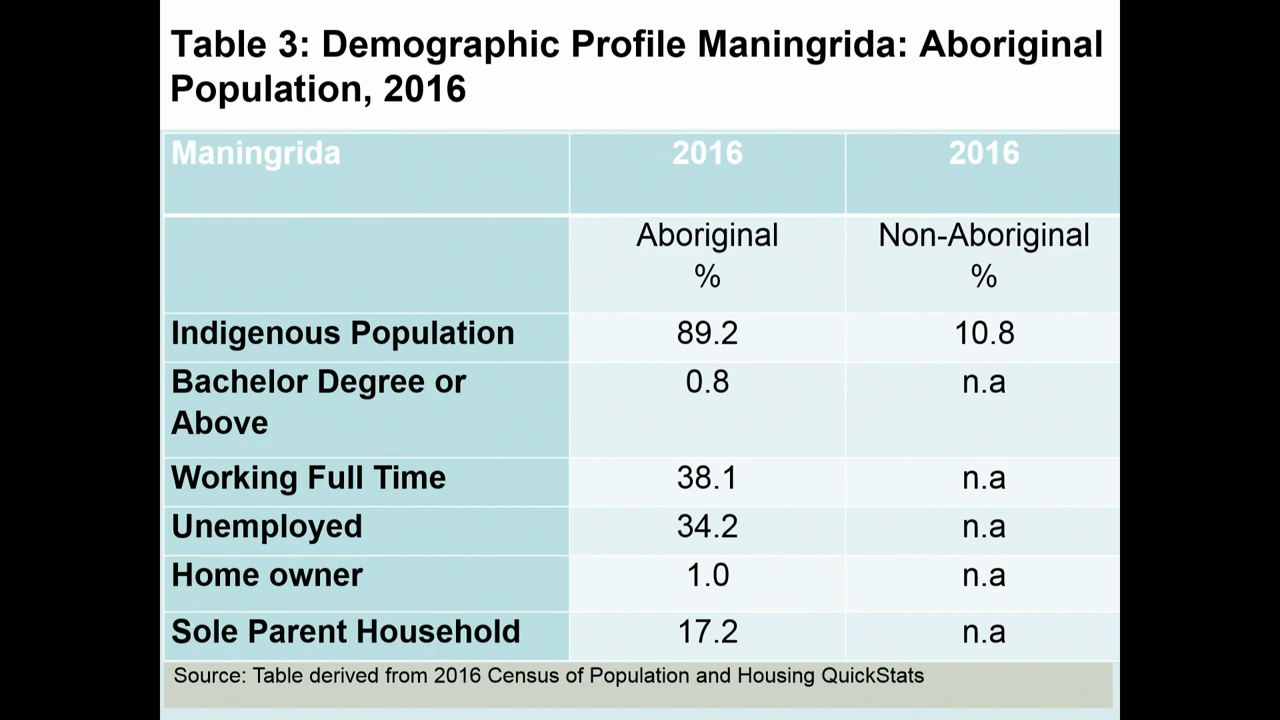 Table 3: Demographic Profile Maningrida: Aboriginal
Population, 2016
Maningrida 2016 2016
Aboriginal Non-Aboriginal
% %
Indigenous Population 89.2 10.8
Bachelor Degree or 0.8 n.a
Above
Working Full Time 38.1 n.a
Unemployed 34.2 n.a
Home owner 1.0 n.a
Sole Parent Household 17.2 n.a
Source: Table derived from 2016 Census of Population and Housing QuickStats